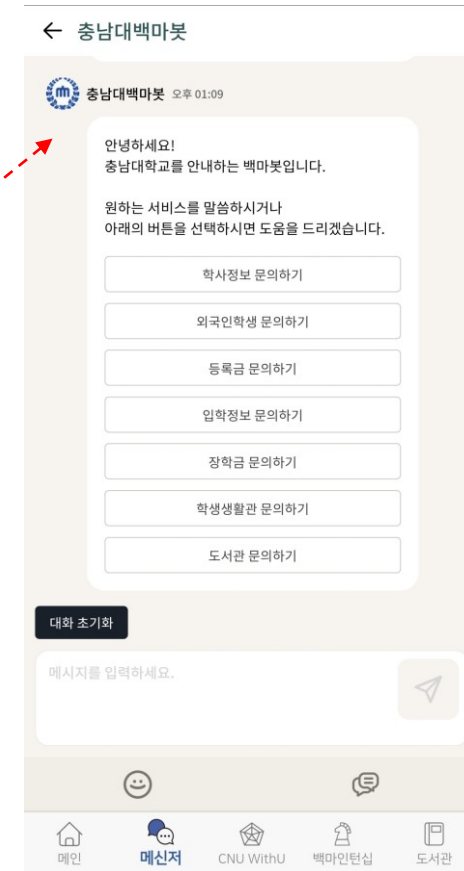 충남대백마봇
충남대백마봇 오후 01:09
안녕하세요!
충남대학교를 안내하는 백마봇입니다.
원하는 서비스를 말씀하시거나
아래의 버튼을 선택하시면 도움을 드리겠습니다.
학사정보 문의하기
외국인학생 문의하기
등록금 문의하기
입학정보 문의하기
장학금 문의하기
학생생활관 문의하기
도서관 문의하기
대화 초기화
메시지를 입력하세요.
메인 메신저 CNU WithU 백마인턴십 도서관